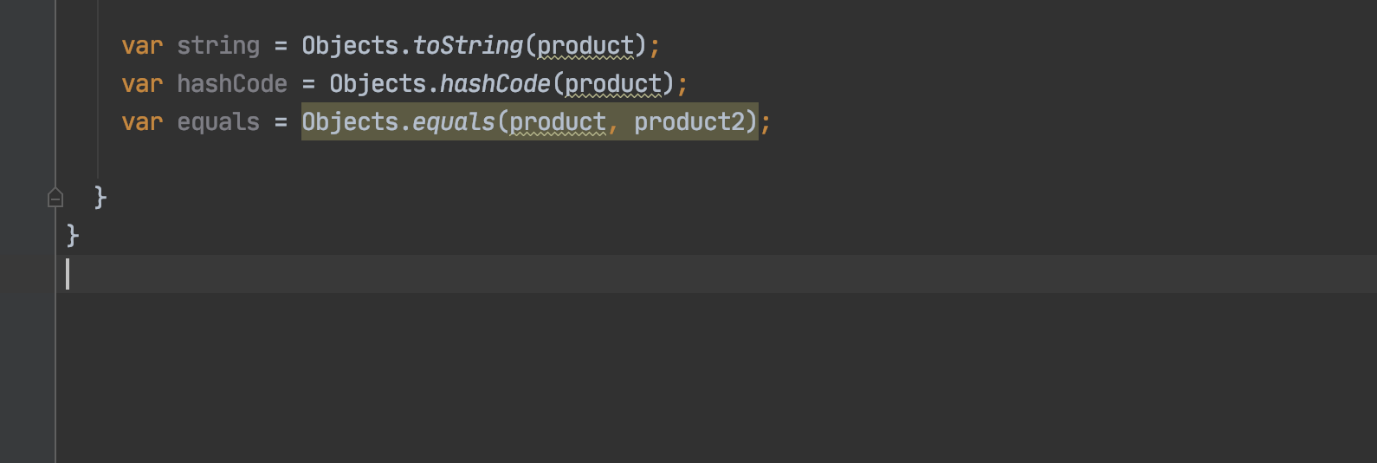 var string = Objects.toString(product);
var hashCode = Objects.hashCode(product);
var equals = Objects.equals(product, product2);
}
}